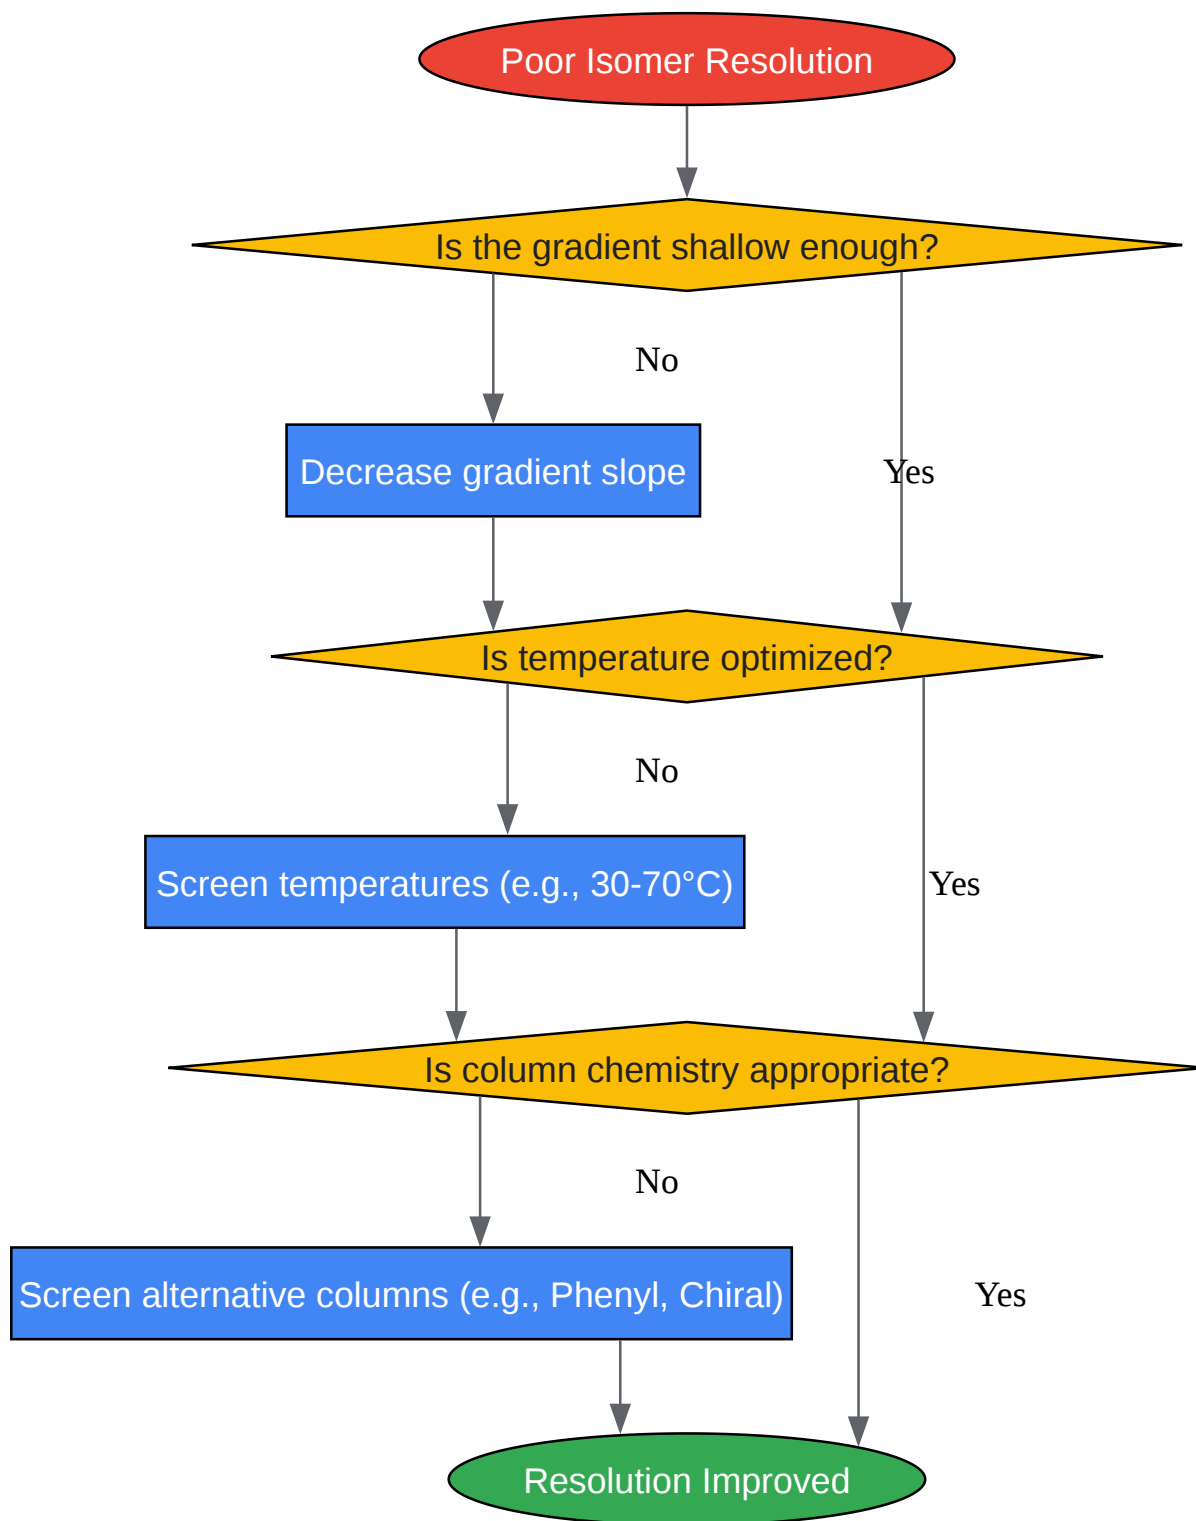 Poor Isomer Resolution
Is the gradient shallow enough?
No
Decrease gradient slope
Yes
Is temperature optimized?
No
Screen temperatures (e.g., 30-70°C)
Yes
Is column chemistry appropriate?
No
Screen alternative columns (e.g., Phenyl, Chiral)
Yes
Resolution Improved